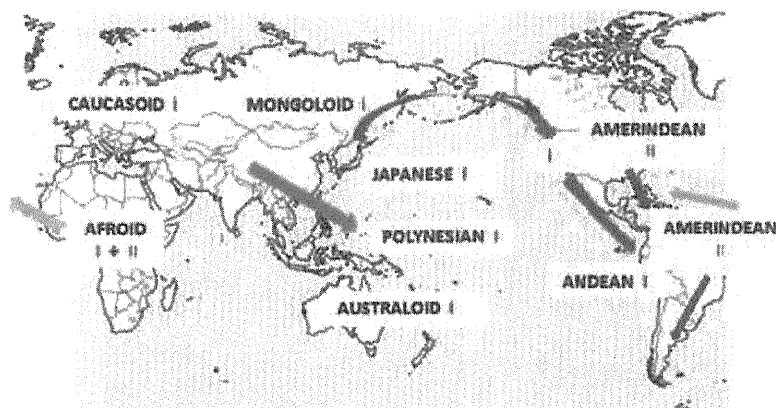 CAUCASOID I
MONGOLOID I
AMERINDEAN
II
I
JAPANESE I
AFROID
I + II
POLYNESIAN I
AMERINDEAN
II
ANDEAN I
AUSTRALOID I